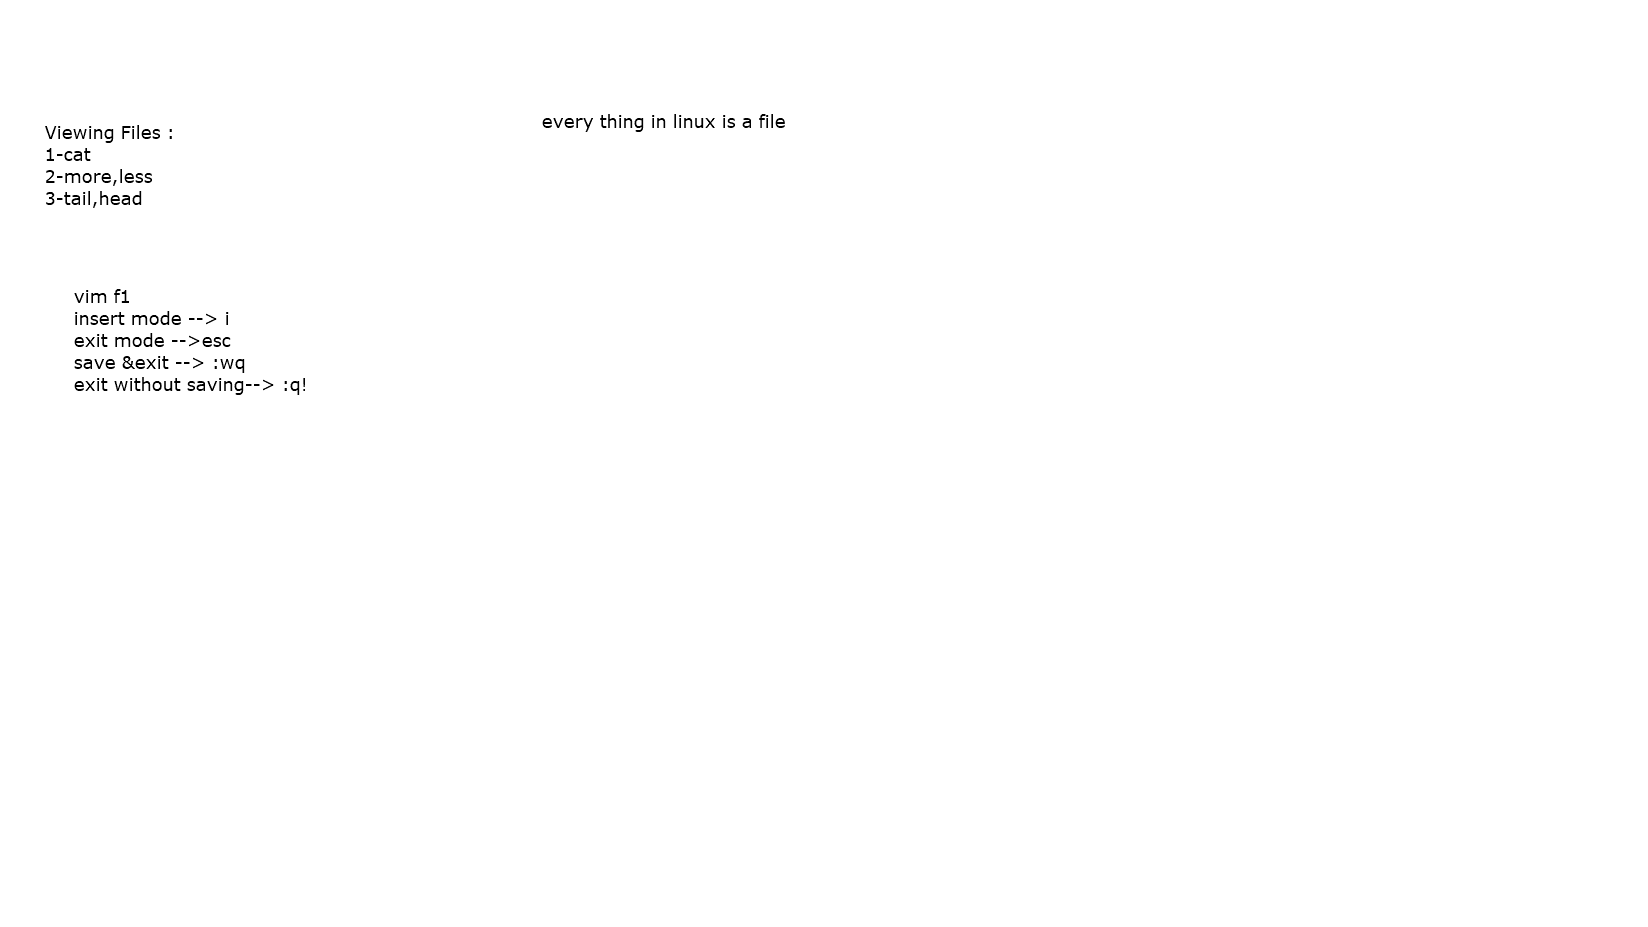 every thing in linux is a file
Viewing Files :
1-cat
2-more,less
3-tail,head
vim f1
insert mode --> i
exit mode -->esc
save &exit --> :wq
exit without saving--> :q!